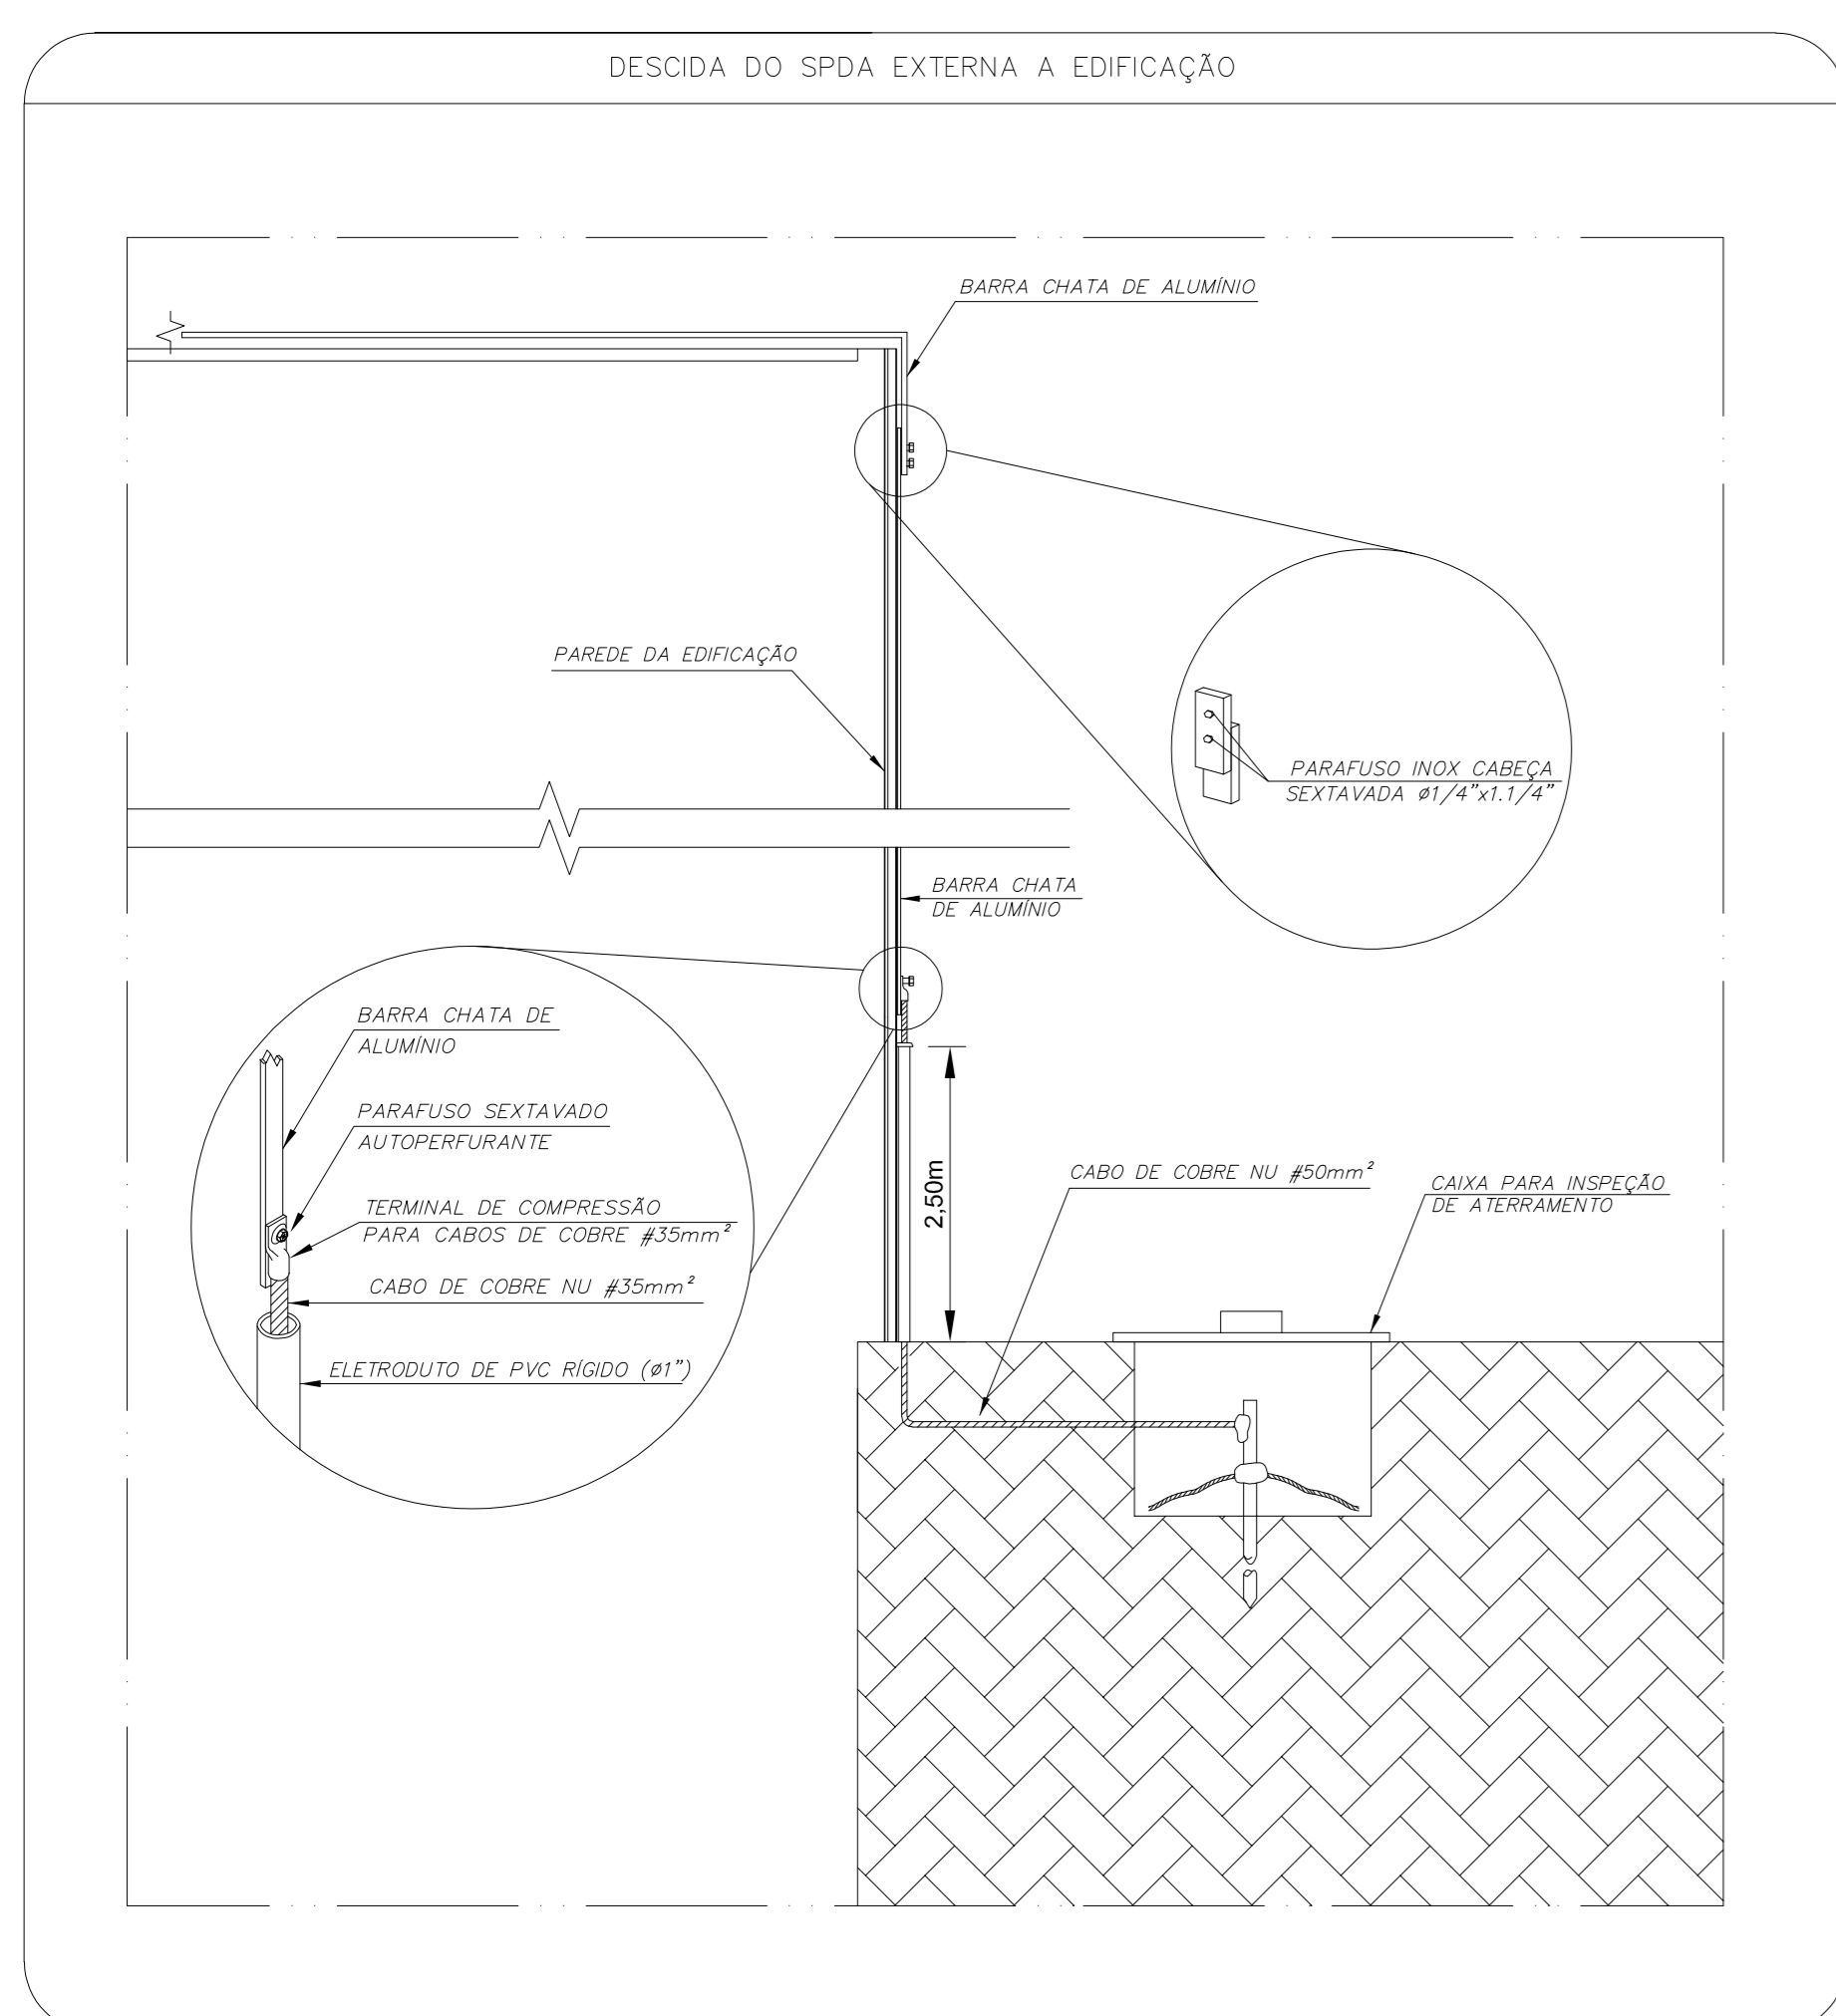 DESCIDA DO SPDA EXTERNA A EDIFICAÇÃO
BARRA CHATA DE ALUMÍNIO
PAREDE DA EDIFICAÇÃO
PARAFUSO INOX CABEÇA
SEXTAVADA ø1/4"x1.1/4"
BARRA CHATA
DE ALUMÍNIO
BARRA CHATA DE
ALUMÍNIO
PARAFUSO SEXTAVADO
AUTOPERFURANTE
TERMINAL DE COMPRESSÃO
PARA CABOS DE COBRE #35mm²
CABO DE COBRE NU #35mm²
ELETRODUTO DE PVC RÍGIDO (ø1")
2,50m
CABO DE COBRE NU #50mm²
CAIXA PARA INSPEÇÃO
DE ATERRAMENTO